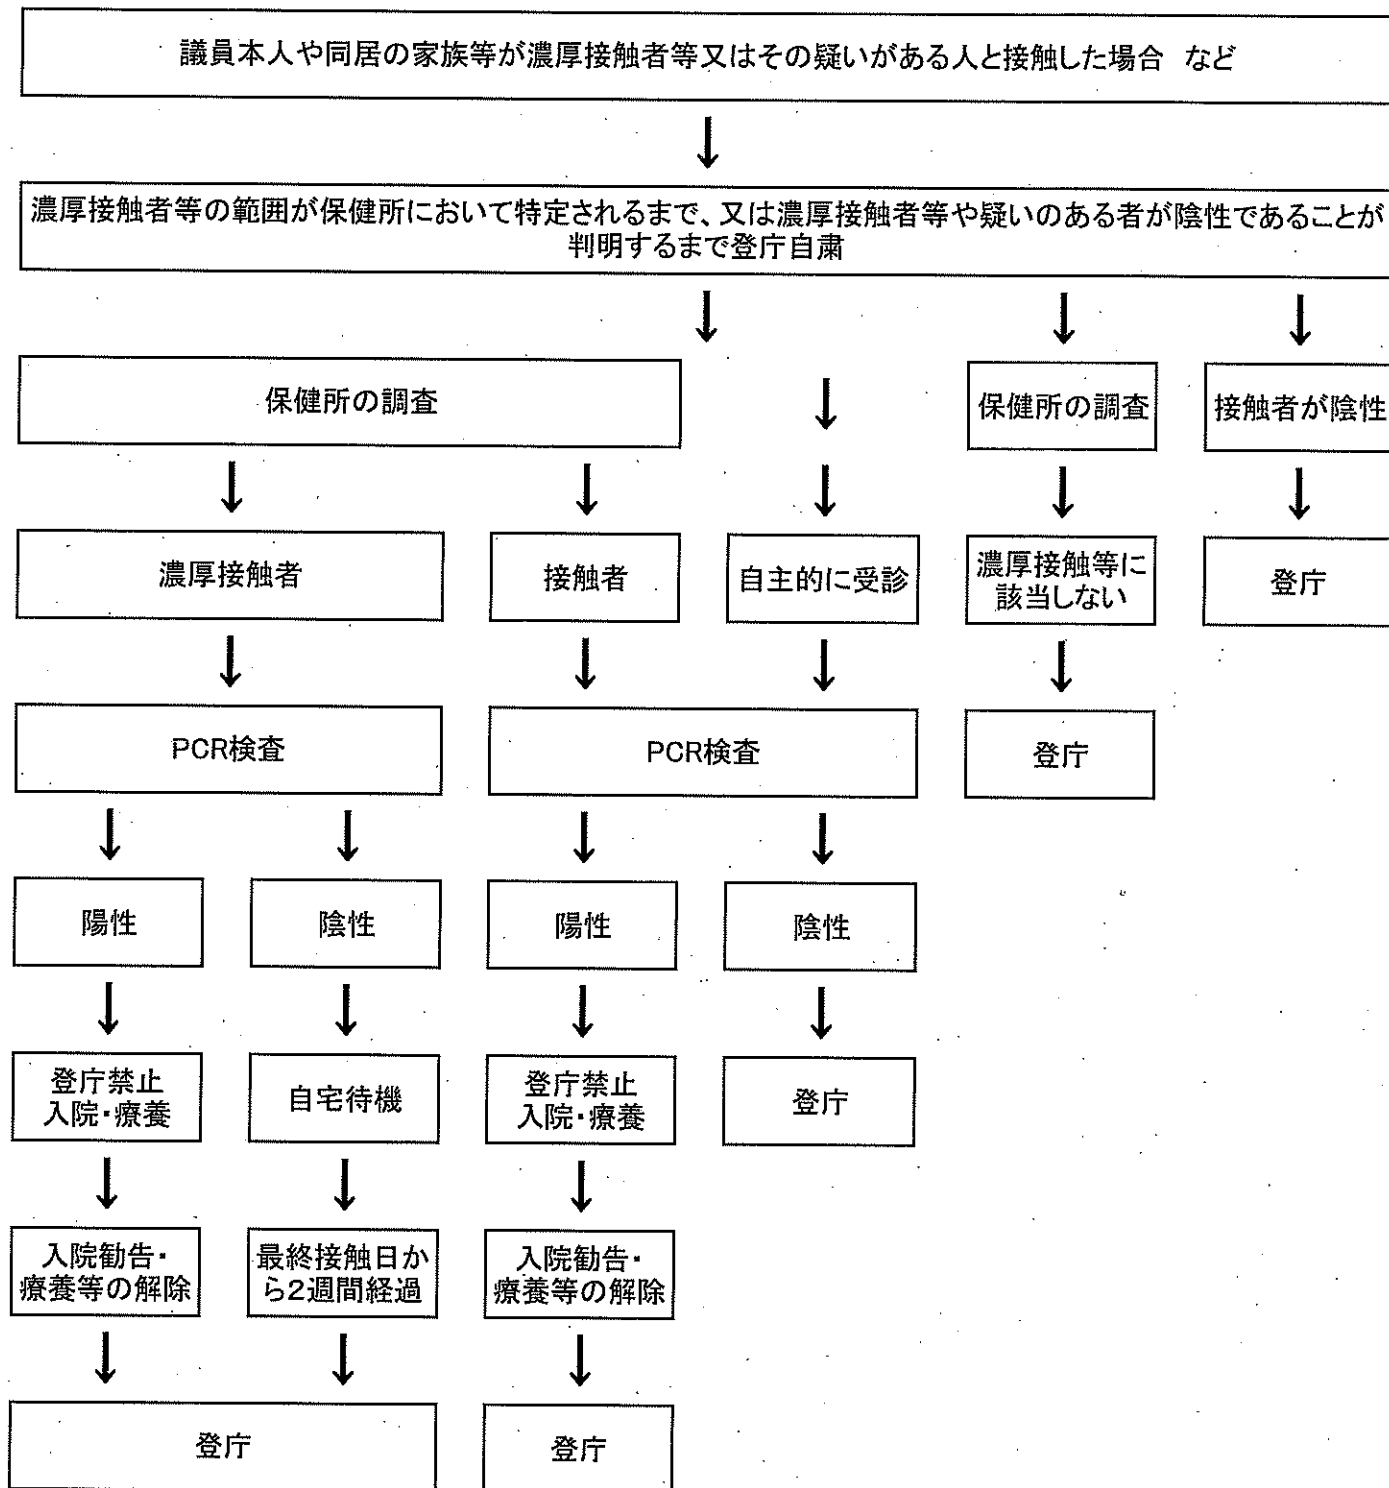 議員本人や同居の家族等が濃厚接触者等又はその疑いがある人と接触した場合 など
濃厚接触者等の範囲が保健所において特定されるまで、又は濃厚接触者等や疑いのある者が陰性であることが
判明するまで登庁自粛
保健所の調査
保健所の調査
接触者が陰性
濃厚接触者
接触者
自主的に受診
濃厚接触等に
該当しない
登庁
PCR検査
PCR検査
登庁
陽性
陰性
陽性
陰性
登庁禁止
入院・療養
自宅待機
登庁禁止
入院・療養
登庁
入院勧告・
療養等の解除
最終接触日か
ら2週間経過
入院勧告・
療養等の解除
登庁
登庁